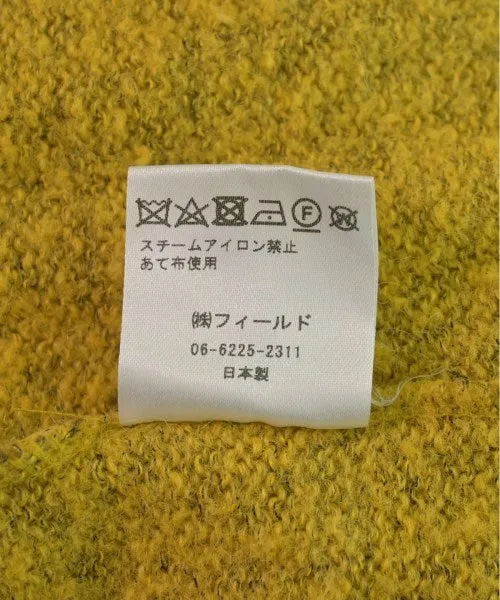 F W
スチームアイロン禁止
あて布使用
㈱フィールド
06-6225-2311
日本製